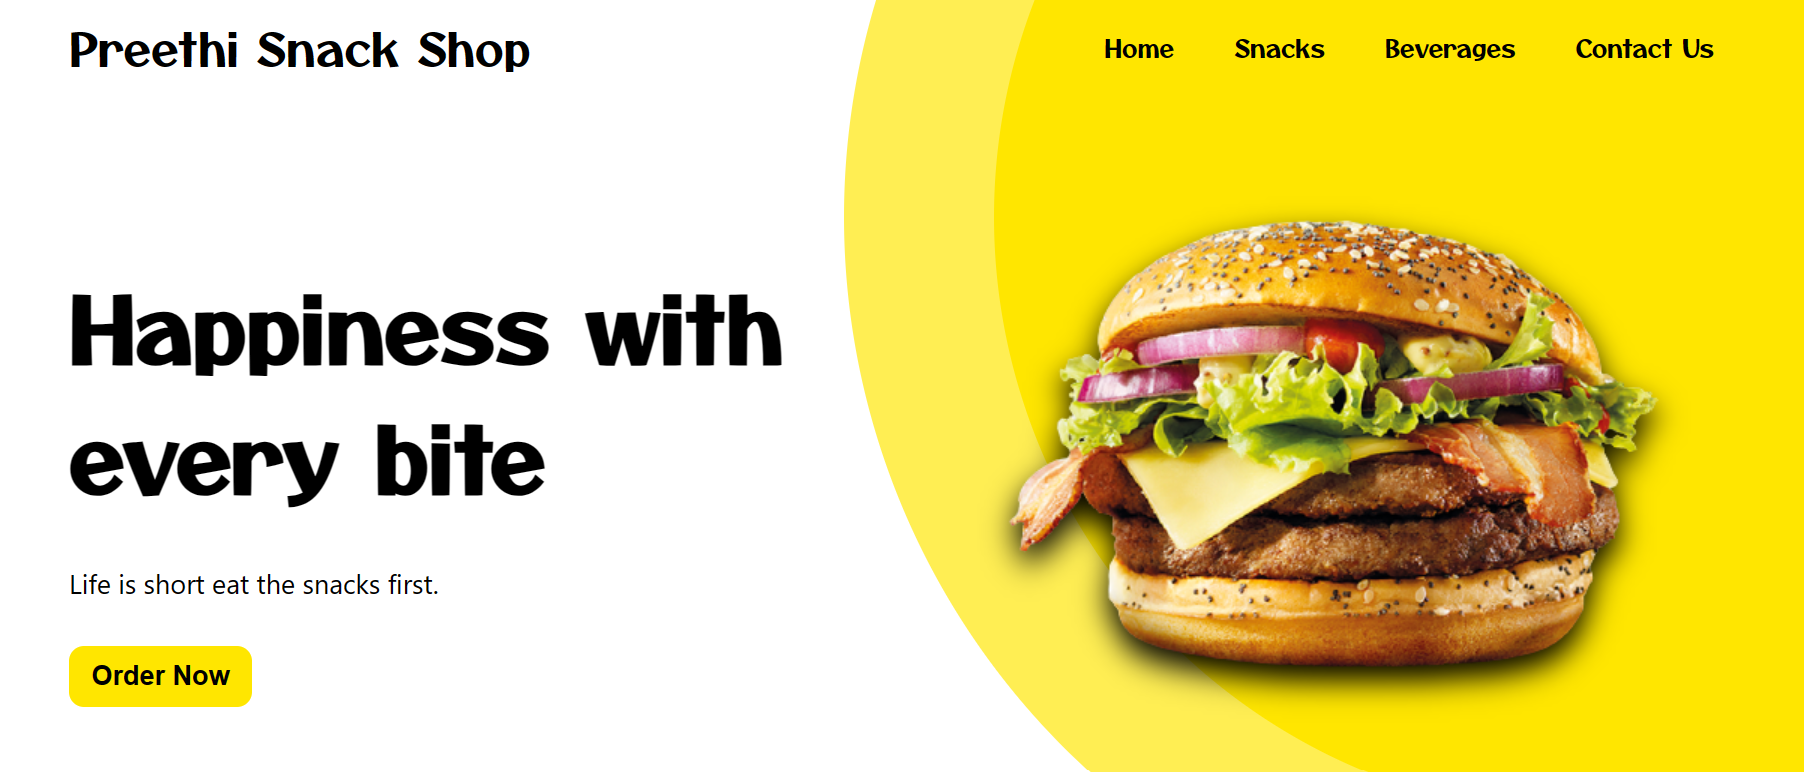 Preethi Snack Shop
Home
Snacks
Beverages
Contact Us
Happiness with
every bite
Life is short eat the snacks first.
Order Now